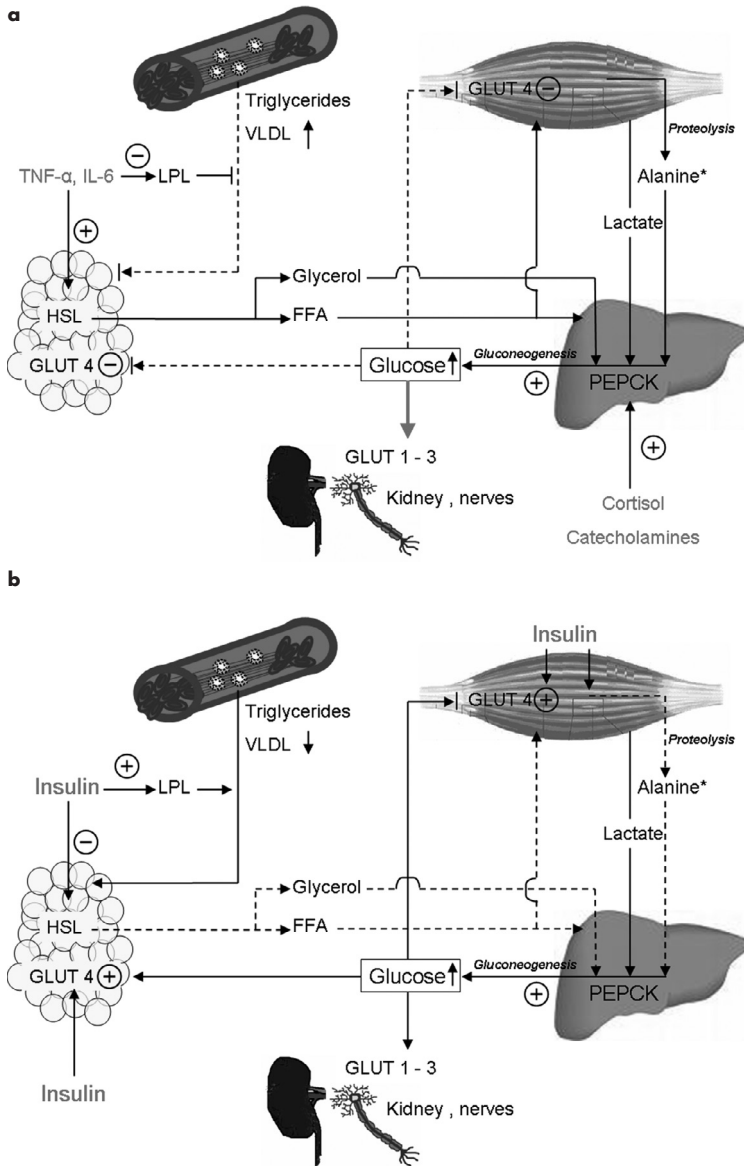 a
Triglycerides
VLDL ↑
GLUT 4 −
Proteolysis
Alanine*
Lactate
TNF-α, IL-6
−
LPL
+
HSL
GLUT 4 −
Glycerol
FFA
Glucose ↑
Gluconeogenesis
+
PEPCK
+
GLUT 1 - 3
Kidney , nerves
Cortisol
Catecholamines
b
Triglycerides
VLDL ↓
Insulin
GLUT 4 +
Proteolysis
Alanine*
Lactate
Insulin
+
LPL
−
HSL
GLUT 4 +
Glycerol
FFA
Glucose ↑
Gluconeogenesis
+
PEPCK
GLUT 1 - 3
Kidney , nerves
Insulin